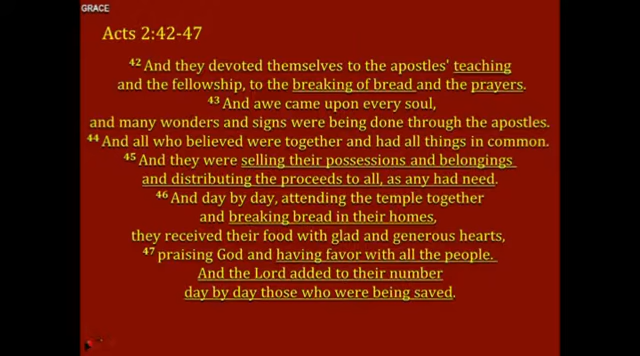 GRACE
Acts 2:42-47
42 And they devoted themselves to the apostles' teaching
and the fellowship, to the breaking of bread and the prayers.
43 And awe came upon every soul,
and many wonders and signs were being done through the apostles.
44 And all who believed were together and had all things in common.
45 And they were selling their possessions and belongings
and distributing the proceeds to all, as any had need.
46 And day by day, attending the temple together
and breaking bread in their homes,
they received their food with glad and generous hearts,
47 praising God and having favor with all the people.
And the Lord added to their number
day by day those who were being saved.